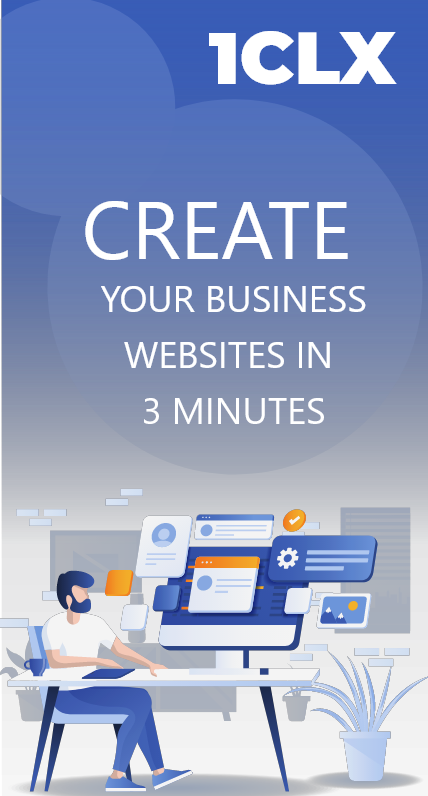 1CLX
CREATE
YOUR BUSINESS
WEBSITES IN
3 MINUTES